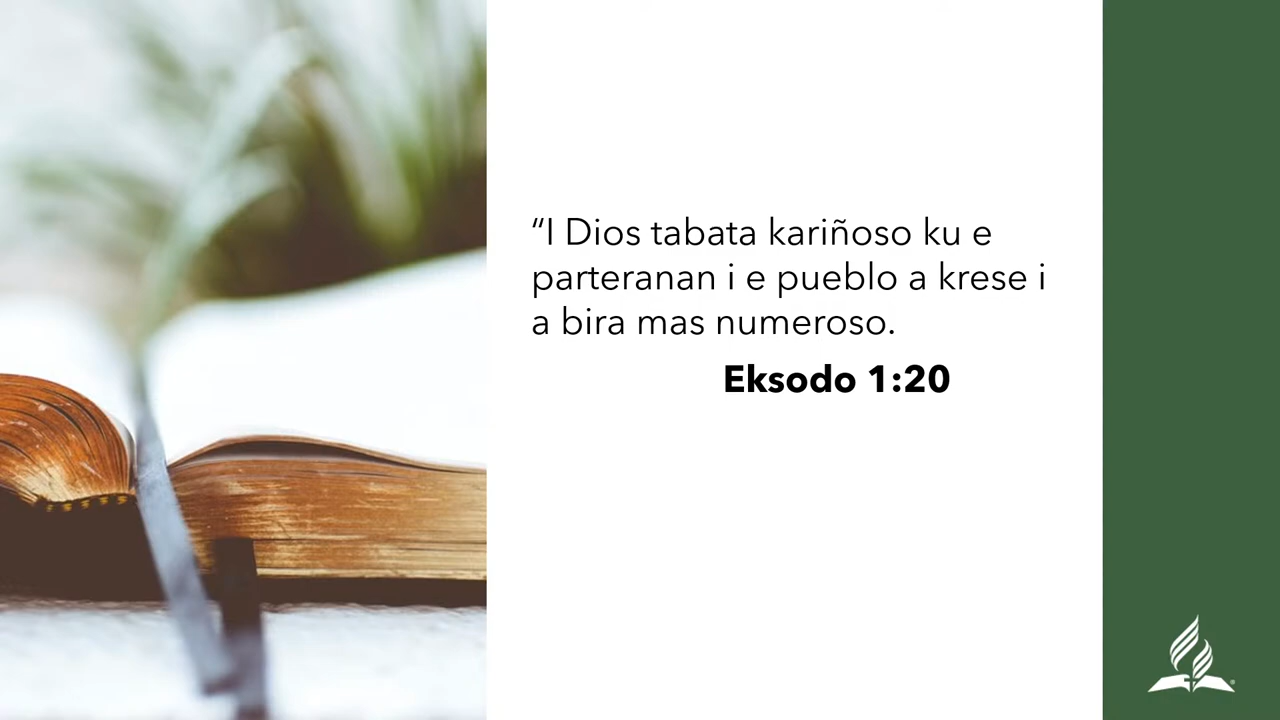 “I Dios tabata kariñoso ku e
parteranan i e pueblo a krese i
a bira mas numeroso.
Eksodo 1:20